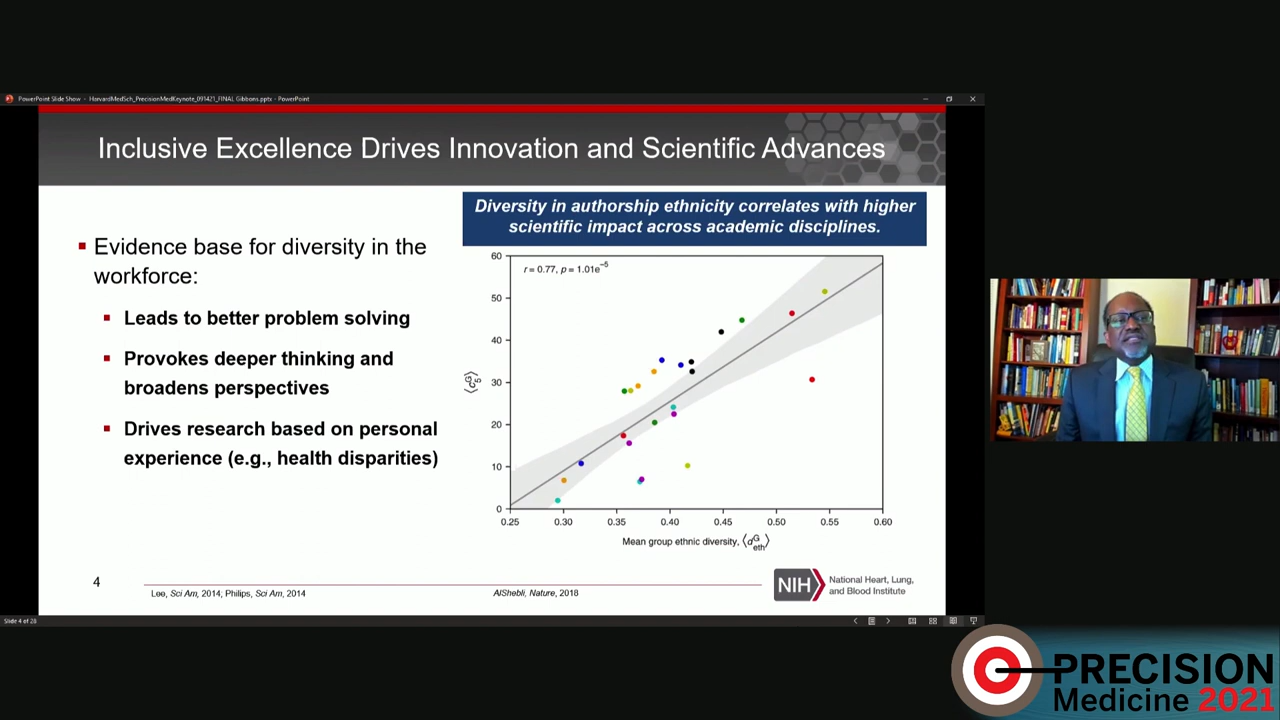 PowerPoint Slide Show - HarvardMedSch_PrecisionMedKeynote_091421_FINAL Gibbons.pptx - PowerPoint
Inclusive Excellence Drives Innovation and Scientific Advances
Evidence base for diversity in the
workforce:
Leads to better problem solving
Provokes deeper thinking and
broadens perspectives
Drives research based on personal
experience (e.g., health disparities)
Diversity in authorship ethnicity correlates with higher
scientific impact across academic disciplines.
r = 0.77, p = 1.01e⁻⁵
60
50
40
30
20
10
0
⟨c₅ᴳ⟩
0.25 0.30 0.35 0.40 0.45 0.50 0.55 0.60
Mean group ethnic diversity, ⟨dᴳeth⟩
4
Lee, Sci Am, 2014; Philips, Sci Am, 2014
AlShebli, Nature, 2018
NIH
National Heart, Lung,
and Blood Institute
Slide 4 of 28
PRECISION
Medicine 2021